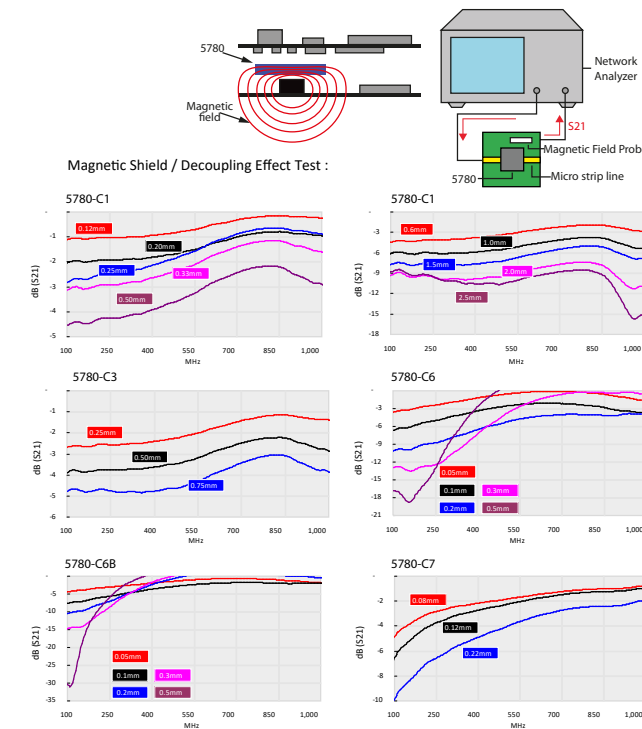 5780
Magnetic
field
Network
Analyzer
S21
Magnetic Field Prob
5780
Micro strip line
Magnetic Shield / Decoupling Effect Test :
5780-C1
-
-1
-2
-3
-4
-5
dB (S21)
0.12mm
0.20mm
0.25mm
0.33mm
0.50mm
100 250 400 550 700 850 1,000
MHz
5780-C1
-
-3
-6
-9
-12
-15
-18
dB (S21)
0.6mm
1.0mm
1.5mm
2.0mm
2.5mm
100 250 400 550 700 850 1,000
MHz
5780-C3
-
-1
-2
-3
-4
-5
-6
dB (S21)
0.25mm
0.50mm
0.75mm
100 250 400 550 700 850 1,000
MHz
5780-C6
-
-3
-6
-9
-12
-15
-18
-21
dB (S21)
0.05mm
0.1mm 0.3mm
0.2mm 0.5mm
100 250 400 550 700 850 1,000
MHz
5780-C6B
-
-5
-10
-15
-20
-25
-30
-35
dB (S21)
0.05mm
0.1mm 0.3mm
0.2mm 0.5mm
100 250 400 550 700 850 1,000
MHz
5780-C7
-
-2
-4
-6
-8
-10
dB (S21)
0.08mm
0.12mm
0.22mm
100 250 400 550 700 850 1,000
MHz